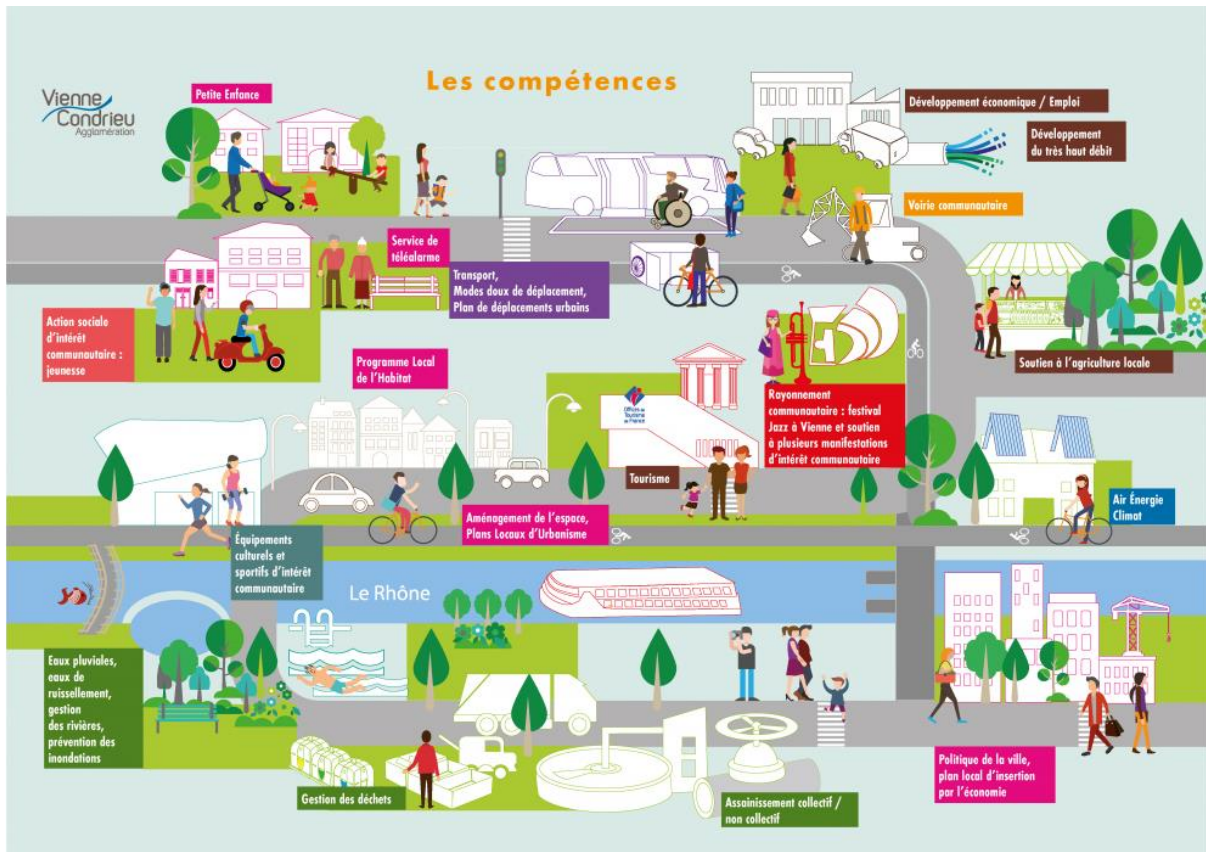 Les compétences
Vienne
Condrieu
Agglomération
Petite Enfance
Développement économique / Emploi
Développement
du très haut débit
Voirie communautaire
Service de
téléalarme
Transport,
Modes doux de déplacement,
Plan de déplacements urbains
Action sociale
d'intérêt
communautaire :
jeunesse
Programme Local
de l'Habitat
Soutien à l'agriculture locale
Offices de
Tourisme
de France
Rayonnement
communautaire : festival
Jazz à Vienne et soutien
à plusieurs manifestations
d'intérêt communautaire
Tourisme
Air Énergie
Climat
Aménagement de l'espace,
Plans Locaux d'Urbanisme
Équipements
culturels et
sportifs d'intérêt
communautaire
Le Rhône
Eaux pluviales,
eaux de
ruissellement,
gestion
des rivières,
prévention des
inondations
Politique de la ville,
plan local d'insertion
par l'économie
Gestion des déchets
Assainissement collectif /
non collectif